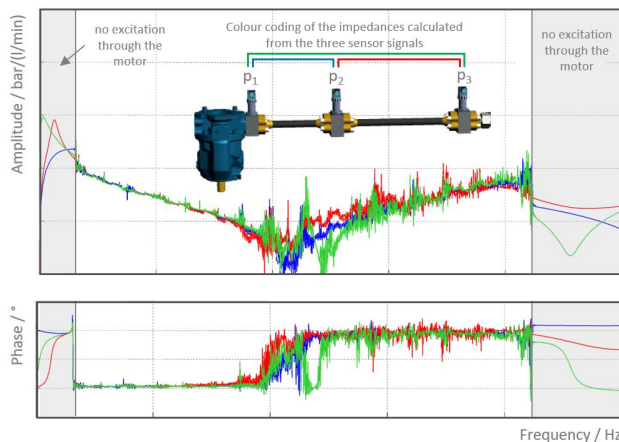 no excitation
through the
motor
Colour coding of the impedances calculated
from the three sensor signals
no excitation
through the
motor
p1
p2
p3
Amplitude / bar/(l/min)
Phase / °
Frequency / Hz